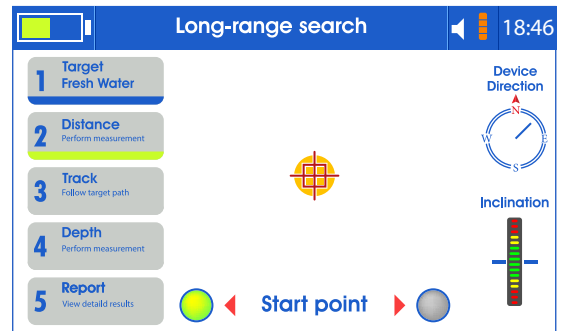 Long-range search
18:46
1
Target
Fresh Water
2
Distance
Perform measurement
3
Track
Follow target path
4
Depth
Perform measurement
5
Report
View detaild results
Device
Direction
N
W
E
S
Inclination
Start point